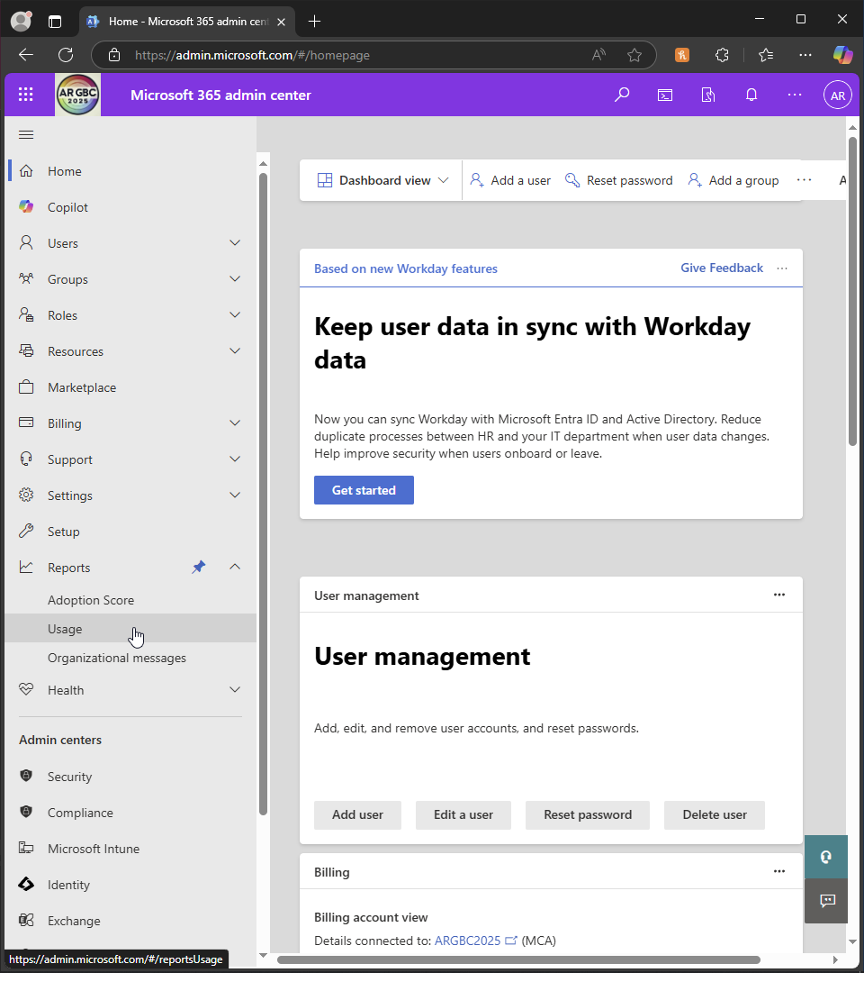 Home - Microsoft 365 admin cent
https://admin.microsoft.com/#/homepage
AR GBC
2025
Microsoft 365 admin center
AR
Home
Copilot
Users
Groups
Roles
Resources
Marketplace
Billing
Support
Settings
Setup
Reports
Adoption Score
Usage
Organizational messages
Health
Admin centers
Security
Compliance
Microsoft Intune
Identity
Exchange
https://admin.microsoft.com/#/reportsUsage
Dashboard view
Add a user
Reset password
Add a group
A
Based on new Workday features
Give Feedback
Keep user data in sync with Workday
data
Now you can sync Workday with Microsoft Entra ID and Active Directory. Reduce
duplicate processes between HR and your IT department when user data changes.
Help improve security when users onboard or leave.
Get started
User management
User management
Add, edit, and remove user accounts, and reset passwords.
Add user
Edit a user
Reset password
Delete user
Billing
Billing account view
Details connected to: ARGBC2025 (MCA)